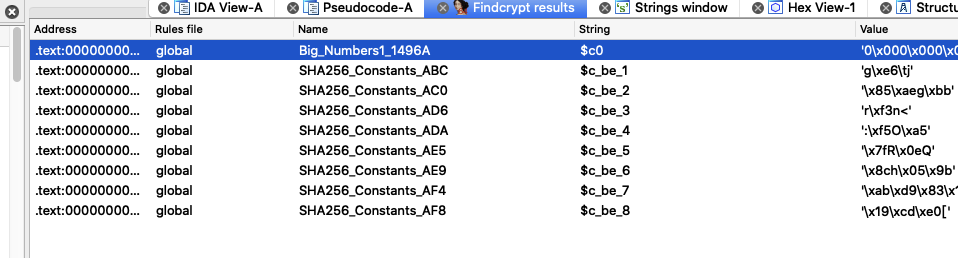 IDA View-A Pseudocode-A Findcrypt results Strings window Hex View-1 Structu
Address Rules file Name String Value
.text:00000000... global Big_Numbers1_1496A $c0 '0\x000\x000\x0
.text:00000000... global SHA256_Constants_ABC $c_be_1 'g\xe6\tj'
.text:00000000... global SHA256_Constants_AC0 $c_be_2 '\x85\xaeg\xbb'
.text:00000000... global SHA256_Constants_AD6 $c_be_3 'r\xf3n<'
.text:00000000... global SHA256_Constants_ADA $c_be_4 ':\xf5O\xa5'
.text:00000000... global SHA256_Constants_AE5 $c_be_5 '\x7fR\x0eQ'
.text:00000000... global SHA256_Constants_AE9 $c_be_6 '\x8ch\x05\x9b'
.text:00000000... global SHA256_Constants_AF4 $c_be_7 '\xab\xd9\x83\x1
.text:00000000... global SHA256_Constants_AF8 $c_be_8 '\x19\xcd\xe0['